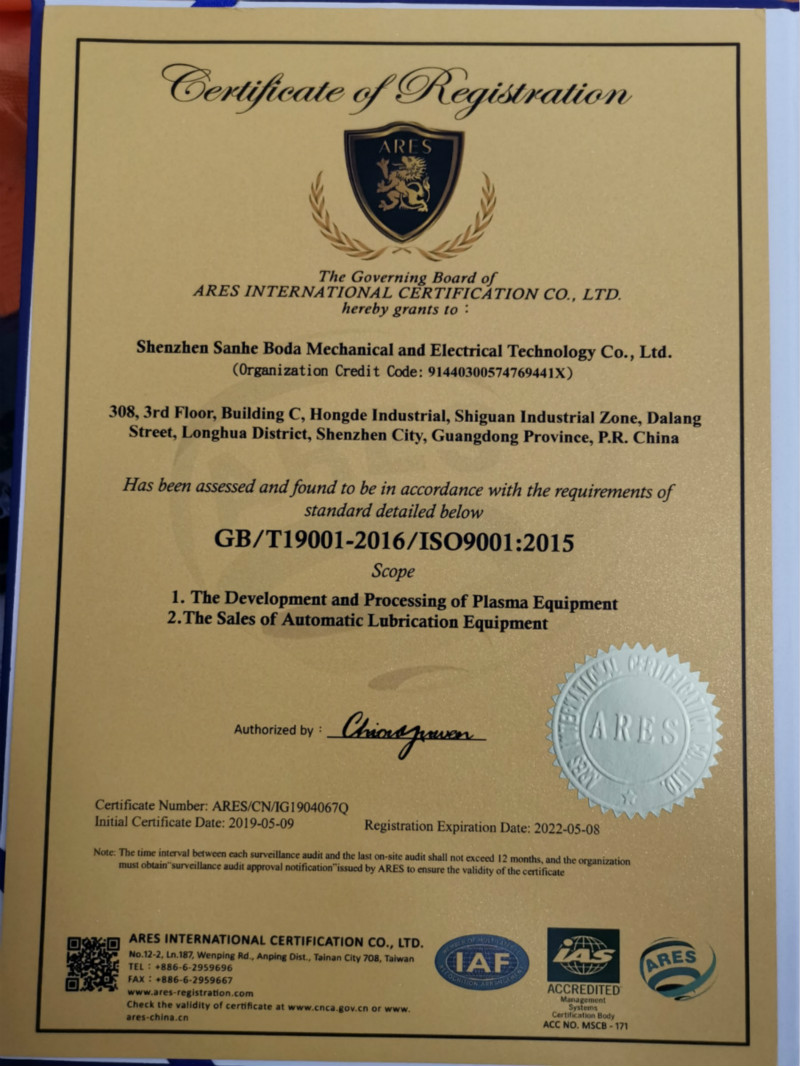 Certificate of Registration
ARES
The Governing Board of
ARES INTERNATIONAL CERTIFICATION CO., LTD.
hereby grants to :
Shenzhen Sanhe Boda Mechanical and Electrical Technology Co., Ltd.
(Organization Credit Code: 91440300574769441X)
308, 3rd Floor, Building C, Hongde Industrial, Shiguan Industrial Zone, Dalang
Street, Longhua District, Shenzhen City, Guangdong Province, P.R. China
Has been assessed and found to be in accordance with the requirements of
standard detailed below
GB/T19001-2016/ISO9001:2015
Scope
1. The Development and Processing of Plasma Equipment
2.The Sales of Automatic Lubrication Equipment
ARES INTERNATIONAL CERTIFICATION CO., LTD.
ARES
Authorized by :
Certificate Number: ARES/CN/IG1904067Q
Initial Certificate Date: 2019-05-09
Registration Expiration Date: 2022-05-08
Note: The time interval between each surveillance audit and the last on-site audit shall not exceed 12 months, and the organization
must obtain"surveillance audit approval notification"issued by ARES to ensure the validity of the certificate
ARES INTERNATIONAL CERTIFICATION CO., LTD.
No.12-2, Ln.187, Wenping Rd., Anping Dist., Tainan City 708, Taiwan
TEL : +886-6-2959696
FAX : +886-6-2959667
www.ares-registration.com
Check the validity of certificate at www.cnca.gov.cn or www.
ares-china.cn
IAF
IAS
ACCREDITED
Management
Systems
Certification Body
ACC NO. MSCB - 171
ARES